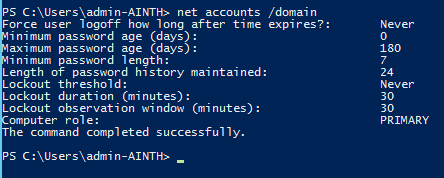 PS C:\Users\admin-AINTH> net accounts /domain
Force user logoff how long after time expires?:       Never
Minimum password age (days):                          0
Maximum password age (days):                          180
Minimum password length:                              7
Length of password history maintained:                24
Lockout threshold:                                    Never
Lockout duration (minutes):                           30
Lockout observation window (minutes):                 30
Computer role:                                        PRIMARY
The command completed successfully.
PS C:\Users\admin-AINTH>